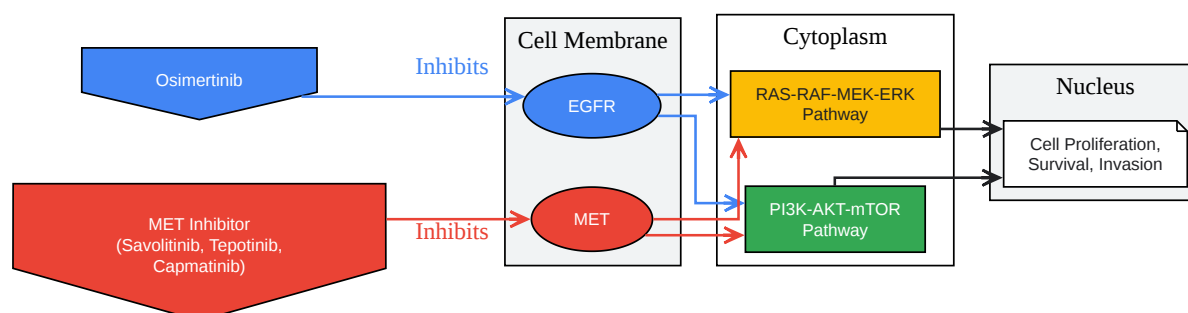 Osimertinib
MET Inhibitor
(Savolitinib, Tepotinib,
Capmatinib)
Inhibits
Inhibits
Cell Membrane
EGFR
MET
Cytoplasm
RAS-RAF-MEK-ERK
Pathway
PI3K-AKT-mTOR
Pathway
Nucleus
Cell Proliferation,
Survival, Invasion